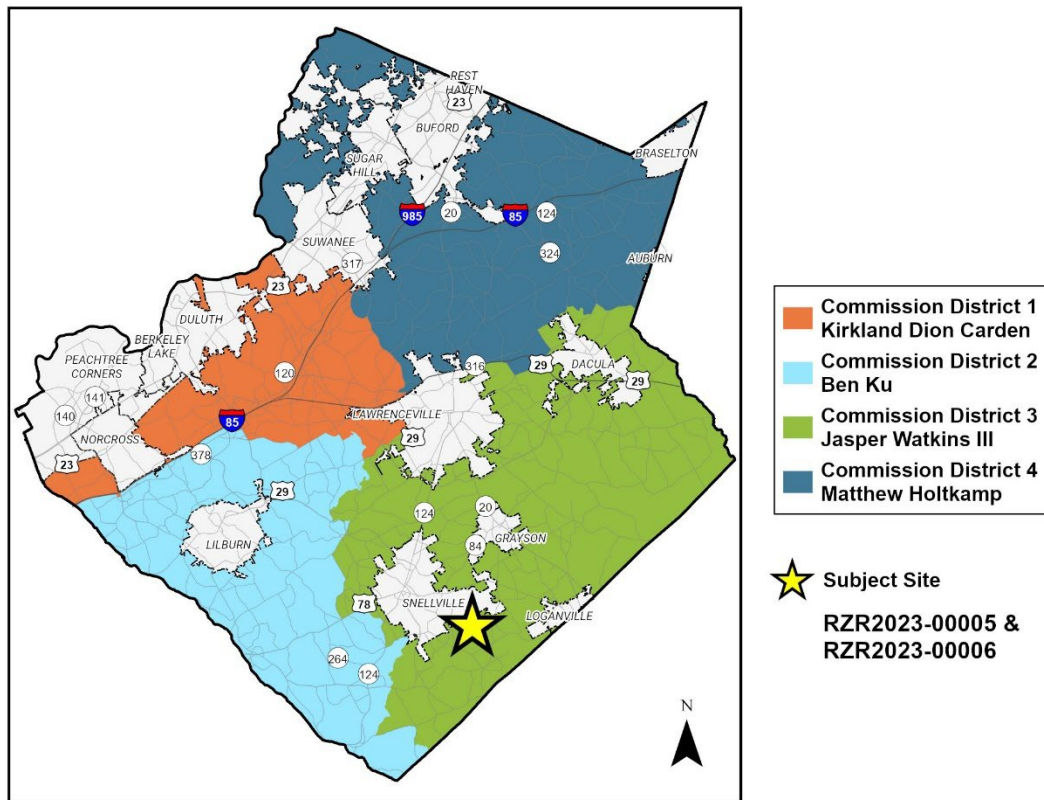 REST
HAVEN
23
BUFORD
BRASELTON
SUGAR
HILL
985
20
85
124
SUWANEE
317
324
AUBURN
23
DULUTH
BERKELEY
LAKE
PEACHTREE
CORNERS
120
316
29
DACULA
29
141
140
LAWRENCEVILLE
85
NORCROSS
29
378
23
29
124
20
LILBURN
84
GRAYSON
78
SNELLVILLE
LOGANVILLE
264
124
N
Commission District 1
Kirkland Dion Carden
Commission District 2
Ben Ku
Commission District 3
Jasper Watkins III
Commission District 4
Matthew Holtkamp
Subject Site
RZR2023-00005 &
RZR2023-00006